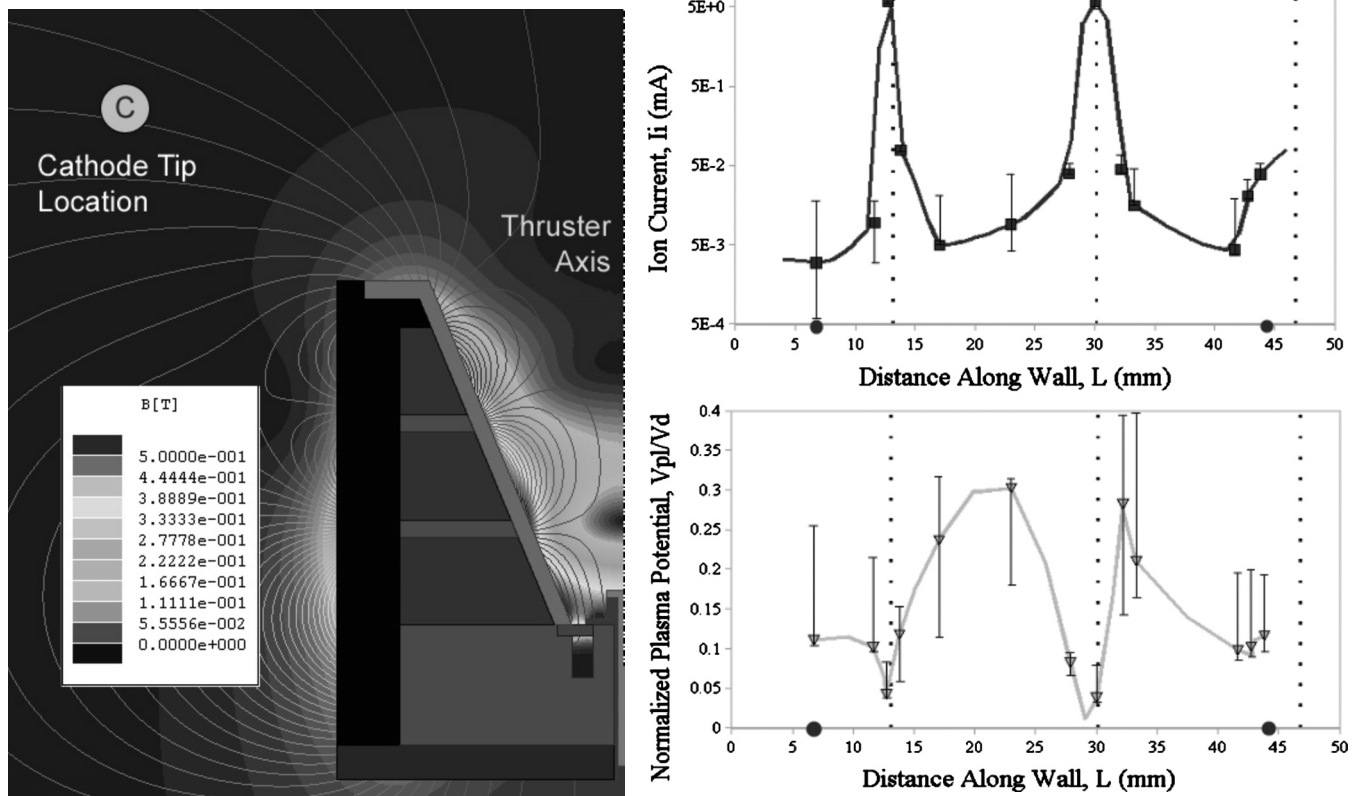 C
Cathode Tip
Location
Thruster
Axis
B[T]
5.0000e-001
4.4444e-001
3.8889e-001
3.3333e-001
2.7778e-001
2.2222e-001
1.6667e-001
1.1111e-001
5.5556e-002
0.0000e+000
Ion Current, Ii (mA)
5E+0
5E-1
5E-2
5E-3
5E-4
0 5 10 15 20 25 30 35 40 45 50
Distance Along Wall, L (mm)
Normalized Plasma Potential, Vpl/Vd
0.4
0.35
0.3
0.25
0.2
0.15
0.1
0.05
0
0 5 10 15 20 25 30 35 40 45 50
Distance Along Wall, L (mm)